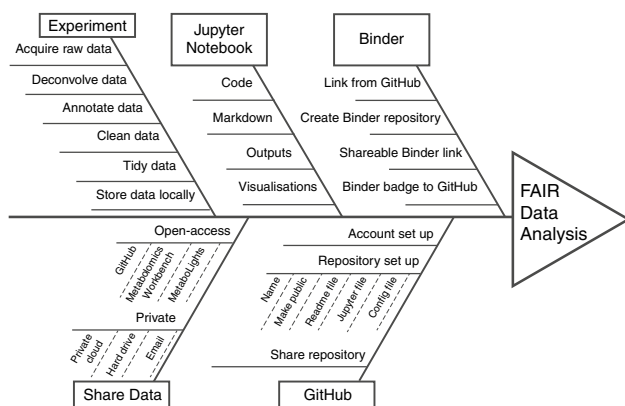 Experiment
Acquire raw data
Deconvolve data
Annotate data
Clean data
Tidy data
Store data locally
Jupyter
Notebook
Code
Markdown
Outputs
Visualisations
Binder
Link from GitHub
Create Binder repository
Shareable Binder link
Binder badge to GitHub
FAIR
Data
Analysis
Open-access
GitHub
Metabolomics
Workbench
MetaboLights
Private
Private
cloud
Hard drive
Email
Share Data
Account set up
Repository set up
Name
Make public
Readme file
Jupyter file
Config file
Share repository
GitHub